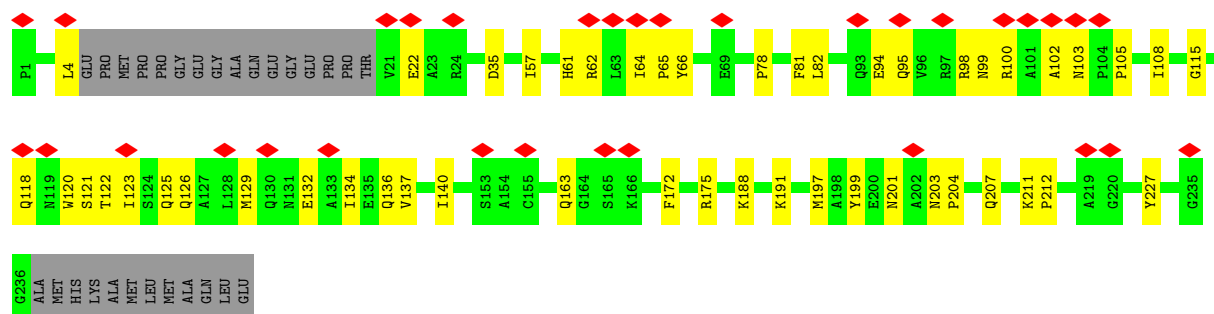 P1 L4 GLU PRO MET PRO PRO GLY GLU GLY ALA GLN GLU GLY GLU PRO PRO THR V21 E22 A23 R24 D35 I57 H61 R62 L63 I64 P65 Y66 E69 P78 F81 L82 Q93 E94 Q95 V96 R97 R98 N99 R100 A101 A102 N103 P104 P105 I108 G115
Q118 N119 W120 S121 T122 I123 S124 Q125 Q126 A127 L128 M129 Q130 N131 E132 A133 I134 E135 Q136 V137 I140 S153 A154 C155 Q163 G164 S165 K166 F172 R175 K188 K191 M197 A198 Y199 E200 N201 A202 N203 P204 Q207 K211 P212 A219 G220 Y227 G235
G236 ALA MET HIS LYS ALA MET LEU MET ALA GLN LEU GLU